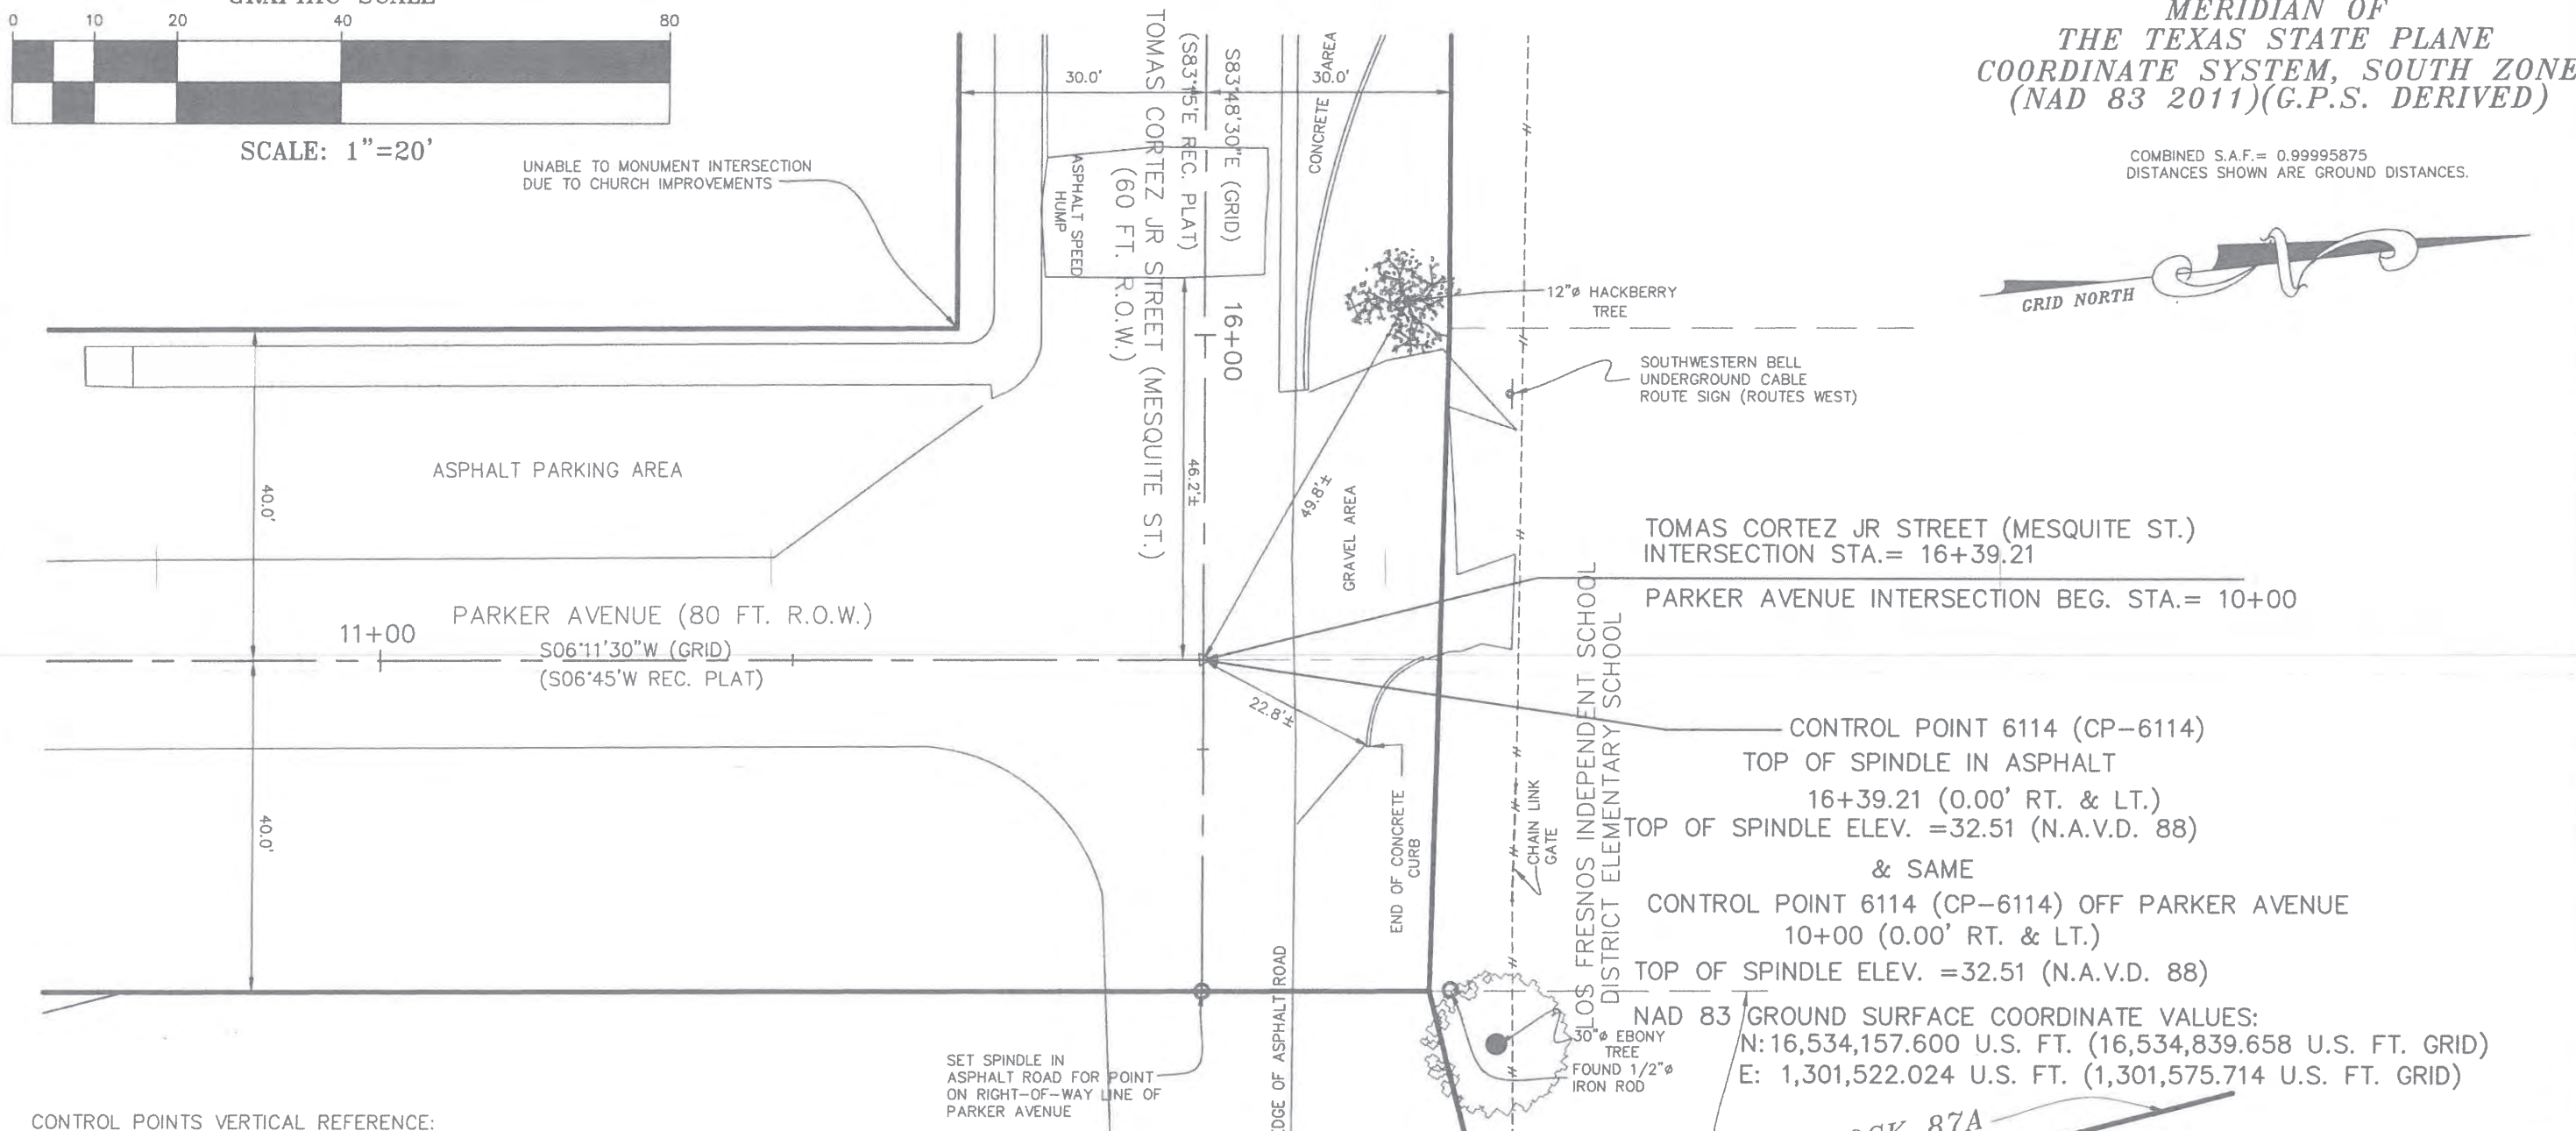 GRAPHIC SCALE
0 10 20 40 80
SCALE: 1"=20'
UNABLE TO MONUMENT INTERSECTION
DUE TO CHURCH IMPROVEMENTS
30.0'
30.0'
TOMAS CORTEZ JR STREET (MESQUITE ST.)
(60 FT. R.O.W.)
(S83°15'E REC. PLAT)
S83°48'30"E (GRID)
CONCRETE AREA
ASPHALT SPEED
HUMP
16+00
MERIDIAN OF
THE TEXAS STATE PLANE
COORDINATE SYSTEM, SOUTH ZONE
(NAD 83 2011)(G.P.S. DERIVED)
COMBINED S.A.F.= 0.99995875
DISTANCES SHOWN ARE GROUND DISTANCES.
GRID NORTH
12"ø HACKBERRY
TREE
SOUTHWESTERN BELL
UNDERGROUND CABLE
ROUTE SIGN (ROUTES WEST)
ASPHALT PARKING AREA
40.0'
46.2'±
49.8'±
GRAVEL AREA
TOMAS CORTEZ JR STREET (MESQUITE ST.)
INTERSECTION STA.= 16+39.21
PARKER AVENUE INTERSECTION BEG. STA.= 10+00
PARKER AVENUE (80 FT. R.O.W.)
11+00
S06°11'30"W (GRID)
(S06°45'W REC. PLAT)
22.8'±
40.0'
END OF CONCRETE
CURB
CHAIN LINK
GATE
LOS FRESNOS INDEPENDENT SCHOOL
DISTRICT ELEMENTARY SCHOOL
CONTROL POINT 6114 (CP-6114)
TOP OF SPINDLE IN ASPHALT
16+39.21 (0.00' RT. & LT.)
TOP OF SPINDLE ELEV. =32.51 (N.A.V.D. 88)
& SAME
CONTROL POINT 6114 (CP-6114) OFF PARKER AVENUE
10+00 (0.00' RT. & LT.)
TOP OF SPINDLE ELEV. =32.51 (N.A.V.D. 88)
NAD 83 GROUND SURFACE COORDINATE VALUES:
N:16,534,157.600 U.S. FT. (16,534,839.658 U.S. FT. GRID)
E: 1,301,522.024 U.S. FT. (1,301,575.714 U.S. FT. GRID)
EDGE OF ASPHALT ROAD
30"ø EBONY
TREE
FOUND 1/2"ø
IRON ROD
SET SPINDLE IN
ASPHALT ROAD FOR POINT
ON RIGHT-OF-WAY LINE OF
PARKER AVENUE
CONTROL POINTS VERTICAL REFERENCE:
87A